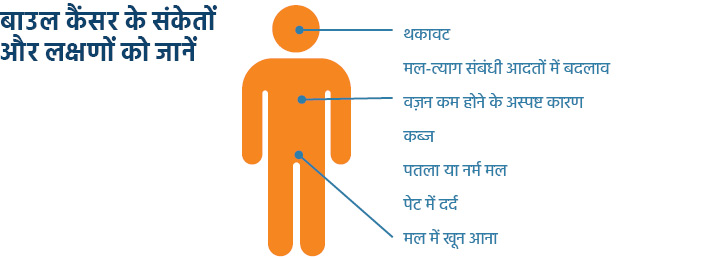 बाउल कैंसर के संकेतों
और लक्षणों को जानें
थकावट
मल-त्याग संबंधी आदतों में बदलाव
वज़न कम होने के अस्पष्ट कारण
कब्ज
पतला या नर्म मल
पेट में दर्द
मल में खून आना